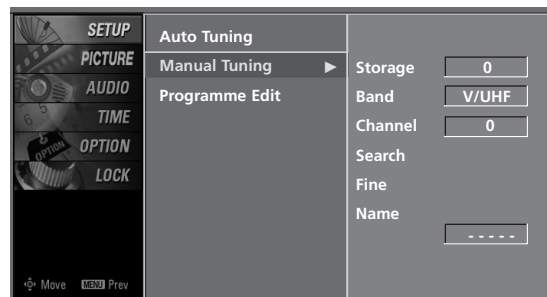 SETUP
PICTURE
AUDIO
TIME
OPTION
LOCK
Move MENU Prev
Auto Tuning
Manual Tuning ▶
Programme Edit
Storage 0
Band V/UHF
Channel 0
Search
Fine
Name
- - - - -